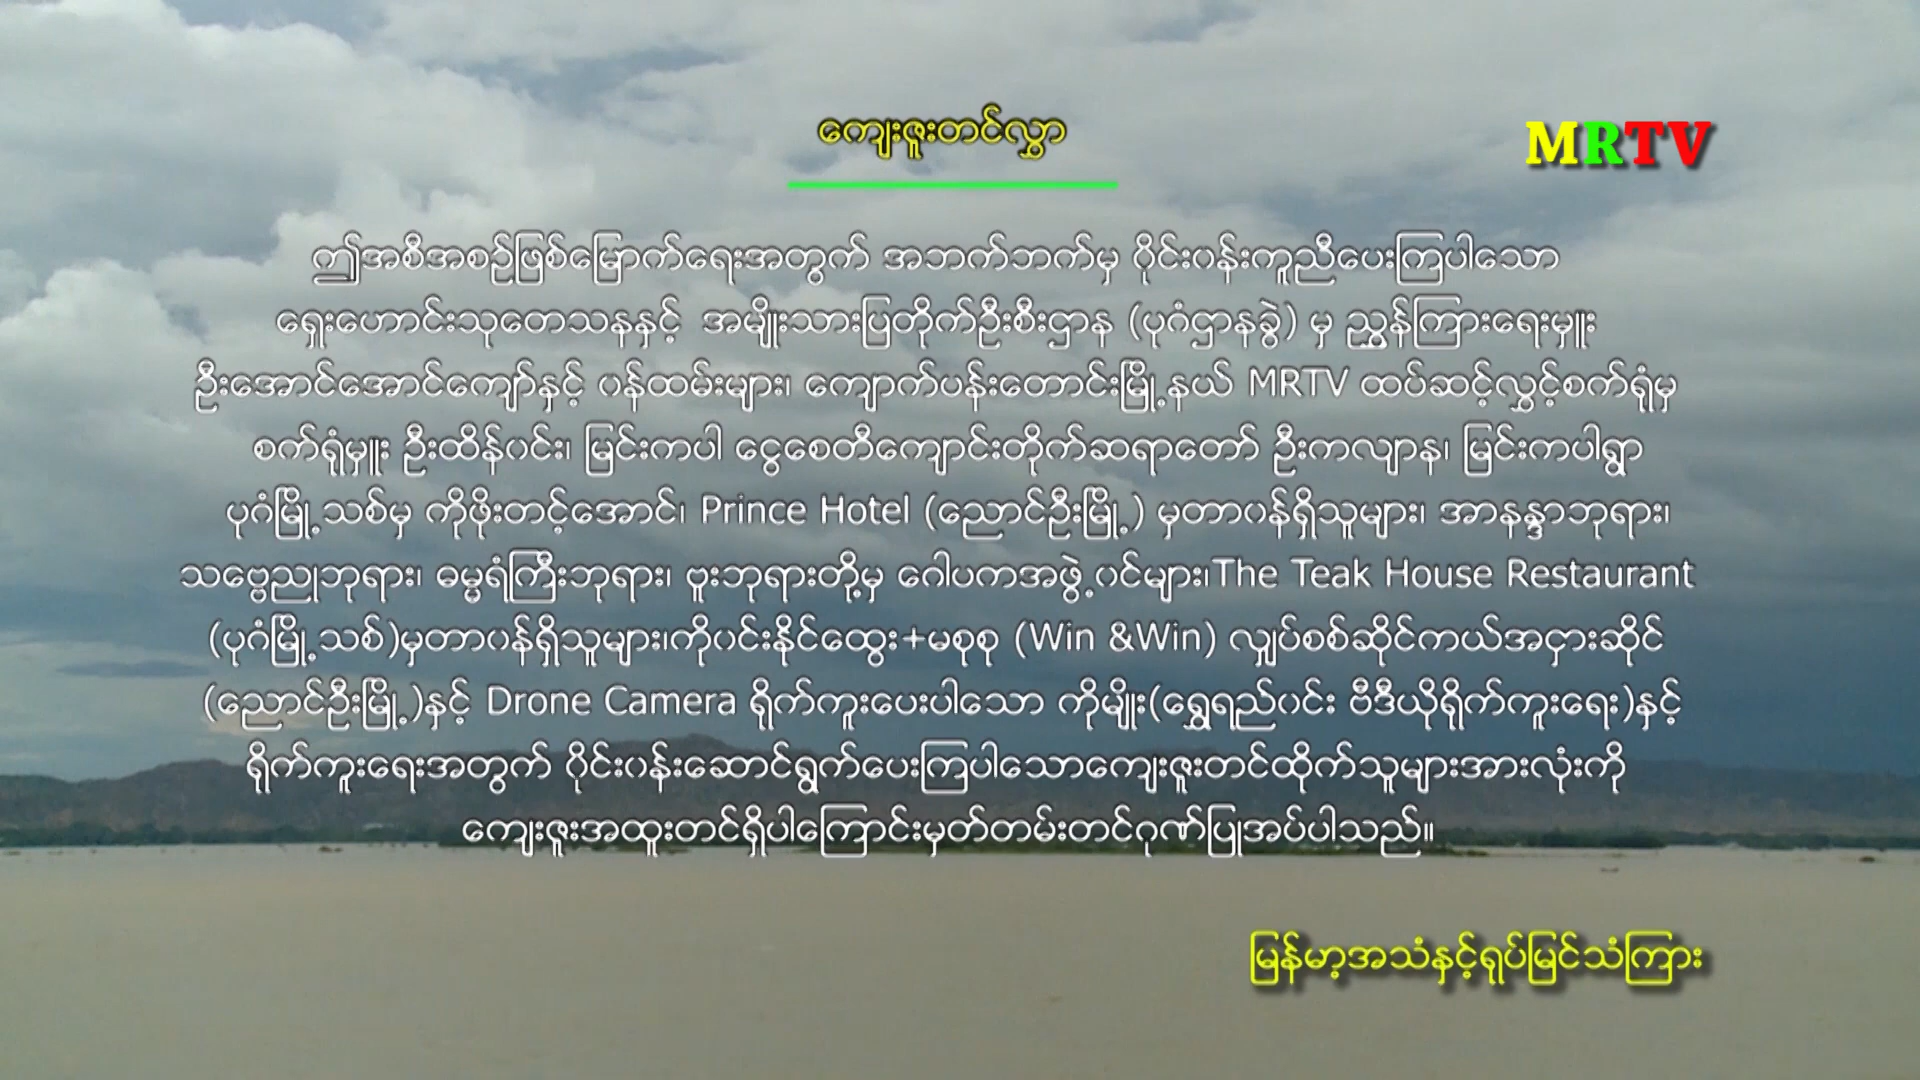 ကျေးဇူးတင်လွှာ
MRTV
ဤအစီအစဉ်ဖြစ်မြောက်ရေးအတွက် အဘက်ဘက်မှ ဝိုင်းဝန်းကူညီပေးကြပါသော
ရှေးဟောင်းသုတေသနနှင့် အမျိုးသားပြတိုက်ဦးစီးဌာန (ပုဂံဌာနခွဲ) မှ ညွှန်ကြားရေးမှူး
ဦးအောင်အောင်ကျော်နှင့် ဝန်ထမ်းများ၊ ကျောက်ပန်းတောင်းမြို့နယ် MRTV ထပ်ဆင့်လွှင့်စက်ရုံမှ
စက်ရုံမှူး ဦးထိန်ဝင်း၊ မြင်းကပါ ငွေစေတီကျောင်းတိုက်ဆရာတော် ဦးကလျာန၊ မြင်းကပါရွာ
ပုဂံမြို့သစ်မှ ကိုဖိုးတင့်အောင်၊ Prince Hotel (ညောင်ဦးမြို့) မှတာဝန်ရှိသူများ၊ အာနန္ဒာဘုရား၊
သဗ္ဗညုဘုရား၊ ဓမ္မရံကြီးဘုရား၊ ဗူးဘုရားတို့မှ ဂေါပကအဖွဲ့ဝင်များ၊The Teak House Restaurant
(ပုဂံမြို့သစ်)မှတာဝန်ရှိသူများ၊ကိုဝင်းနိုင်ထွေး+မစုစု (Win &Win) လျှပ်စစ်ဆိုင်ကယ်အငှားဆိုင်
(ညောင်ဦးမြို့)နှင့် Drone Camera ရိုက်ကူးပေးပါသော ကိုမျိုး(ရွှေရည်ဝင်း ဗီဒီယိုရိုက်ကူးရေး)နှင့်
ရိုက်ကူးရေးအတွက် ဝိုင်းဝန်းဆောင်ရွက်ပေးကြပါသောကျေးဇူးတင်ထိုက်သူများအားလုံးကို
ကျေးဇူးအထူးတင်ရှိပါကြောင်းမှတ်တမ်းတင်ဂုဏ်ပြုအပ်ပါသည်။
မြန်မာ့အသံနှင့်ရုပ်မြင်သံကြား